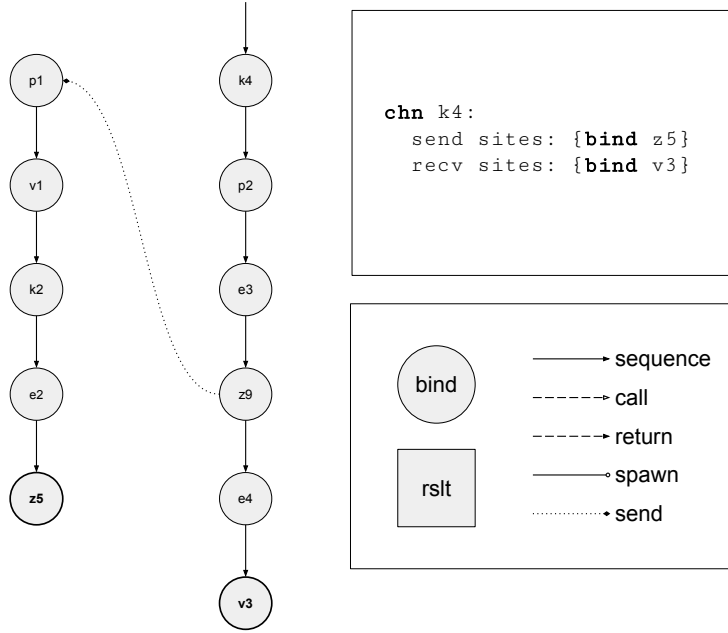 p1
v1
k2
e2
z5
k4
p2
e3
z9
e4
v3
chn k4:
send sites: {bind z5}
recv sites: {bind v3}
bind
rslt
sequence
call
return
spawn
send